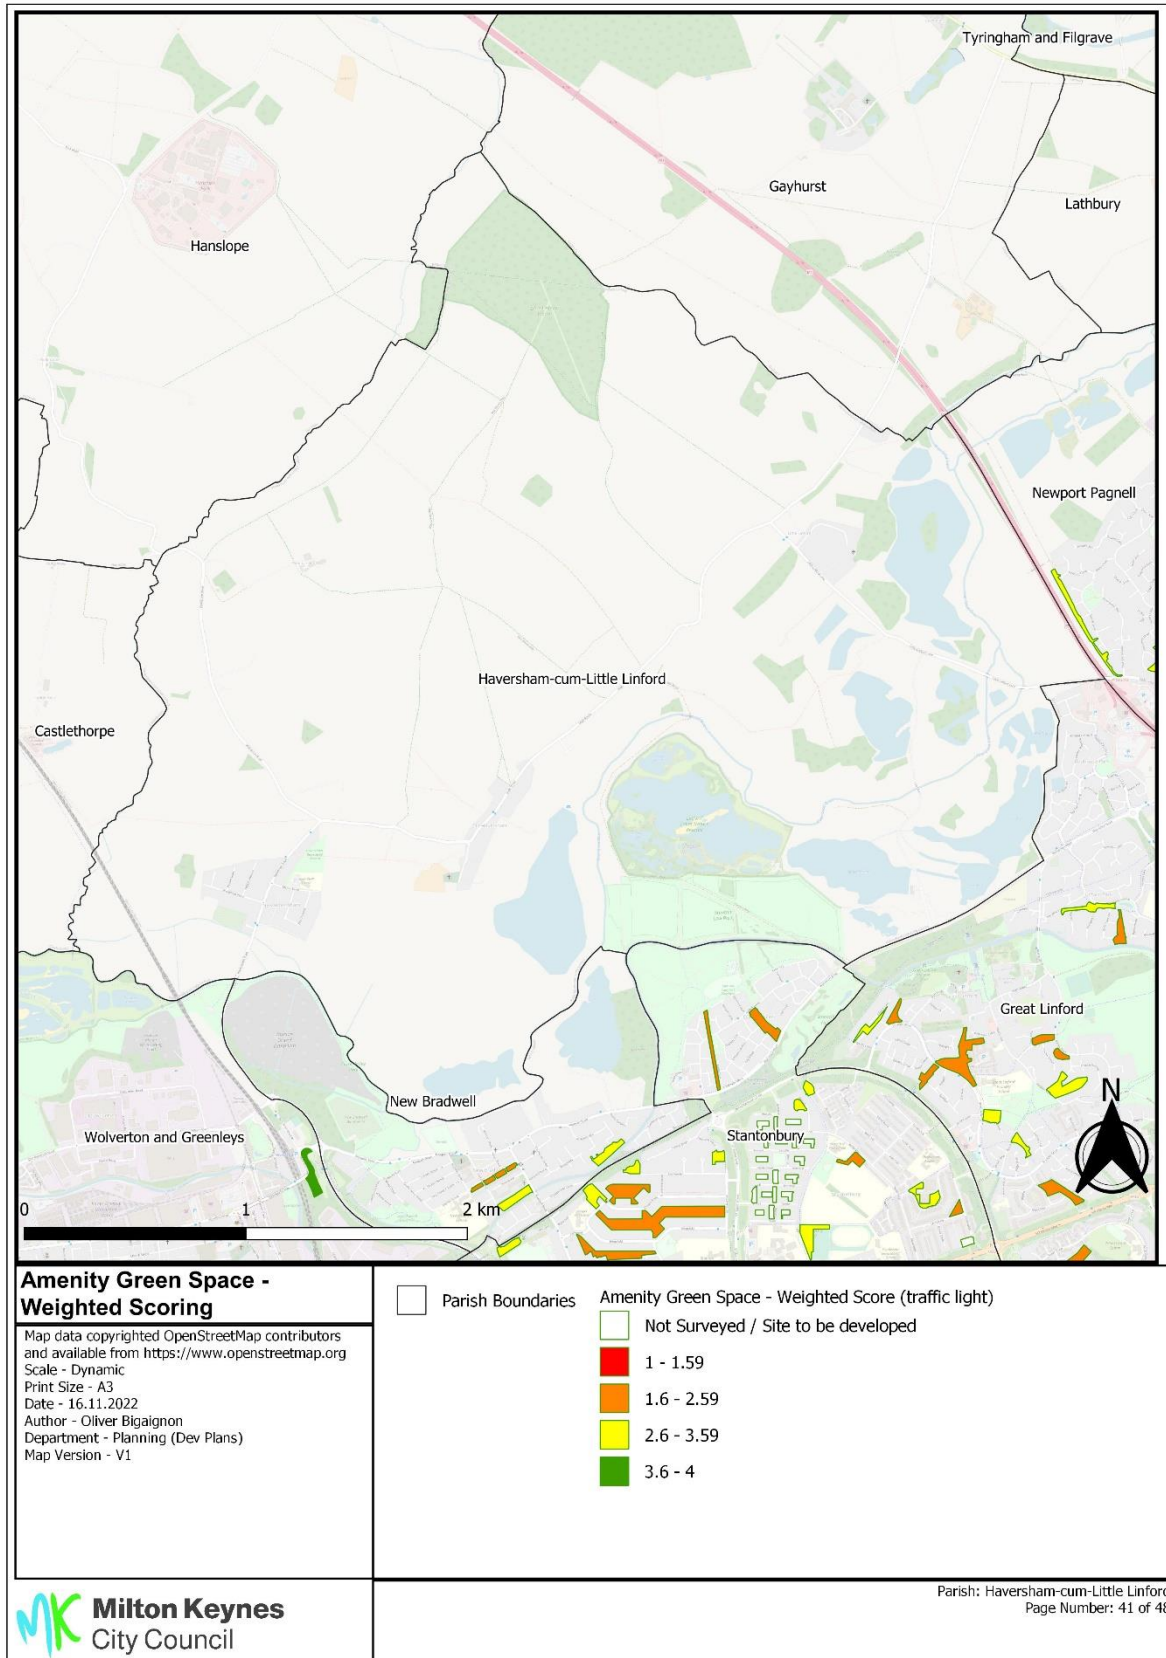 Tyringham and Filgrave
Gayhurst
Lathbury
Hanslope
Newport Pagnell
Haversham-cum-Little Linford
Castlethorpe
Great Linford
New Bradwell
Wolverton and Greenleys
Stantonbury
N
0 1 2 km
Amenity Green Space -
Weighted Scoring
Map data copyrighted OpenStreetMap contributors
and available from https://www.openstreetmap.org
Scale - Dynamic
Print Size - A3
Date - 16.11.2022
Author - Oliver Bigaignon
Department - Planning (Dev Plans)
Map Version - V1
Parish Boundaries
Amenity Green Space - Weighted Score (traffic light)
Not Surveyed / Site to be developed
1 - 1.59
1.6 - 2.59
2.6 - 3.59
3.6 - 4
MK Milton Keynes
City Council
Parish: Haversham-cum-Little Linford
Page Number: 41 of 48